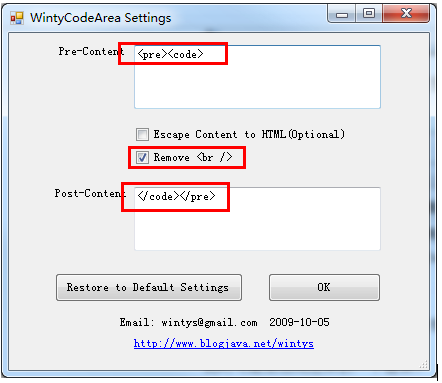 WintyCodeArea Settings
Pre-Content
<pre><code>
Escape Content to HTML(Optional)
Remove <br />
Post-Content
</code></pre>
Restore to Default Settings
OK
Email: wintys@gmail.com 2009-10-05
http://www.blogjava.net/wintys